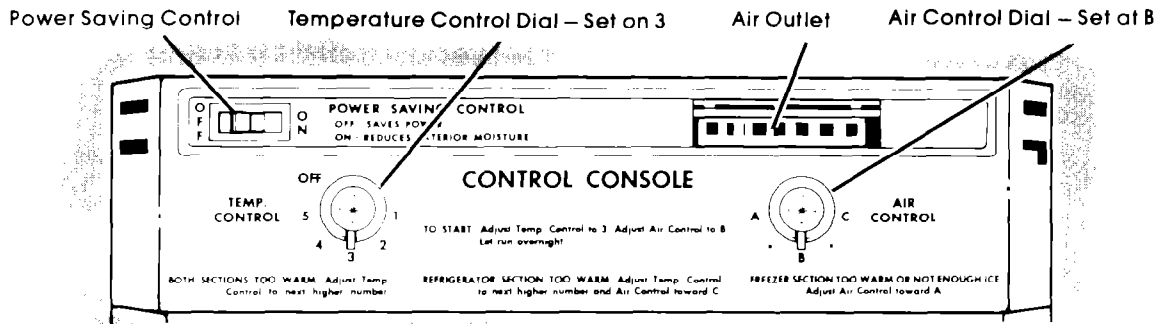 Power Saving Control Temperature Control Dial – Set on 3 Air Outlet Air Control Dial – Set at B
OFF ON
POWER SAVING CONTROL
OFF - SAVES POWER
ON - REDUCES EXTERIOR MOISTURE
CONTROL CONSOLE
TEMP. CONTROL
OFF 1 2 3 4 5
TO START Adjust Temp Control to 3 Adjust Air Control to B
Let run overnight
A B C
AIR CONTROL
BOTH SECTIONS TOO WARM Adjust Temp
Control to next higher number
REFRIGERATOR SECTION TOO WARM Adjust Temp Control
to next higher number and Air Control toward C
FREEZER SECTION TOO WARM OR NOT ENOUGH ICE
Adjust Air Control toward A